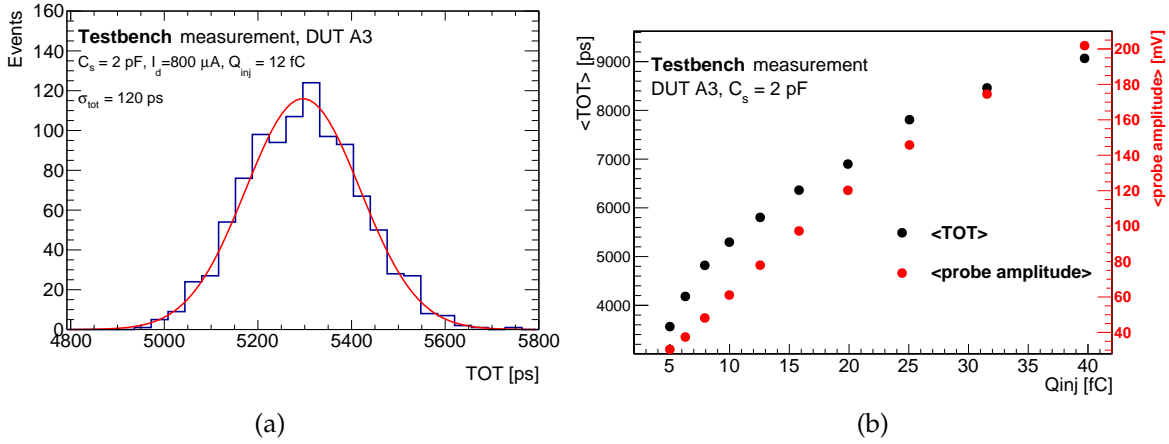 Events
160
140
120
100
80
60
40
20
0
Testbench measurement, DUT A3
C_s = 2 pF, I_d=800 μA, Q_inj = 12 fC
σ_tot = 120 ps
4800 5000 5200 5400 5600 5800
TOT [ps]
(a)
<TOT> [ps]
9000
8000
7000
6000
5000
4000
Testbench measurement
DUT A3, C_s = 2 pF
<TOT>
<probe amplitude>
5 10 15 20 25 30 35 40
Qinj [fC]
200
180
160
140
120
100
80
60
40
<probe amplitude> [mV]
(b)